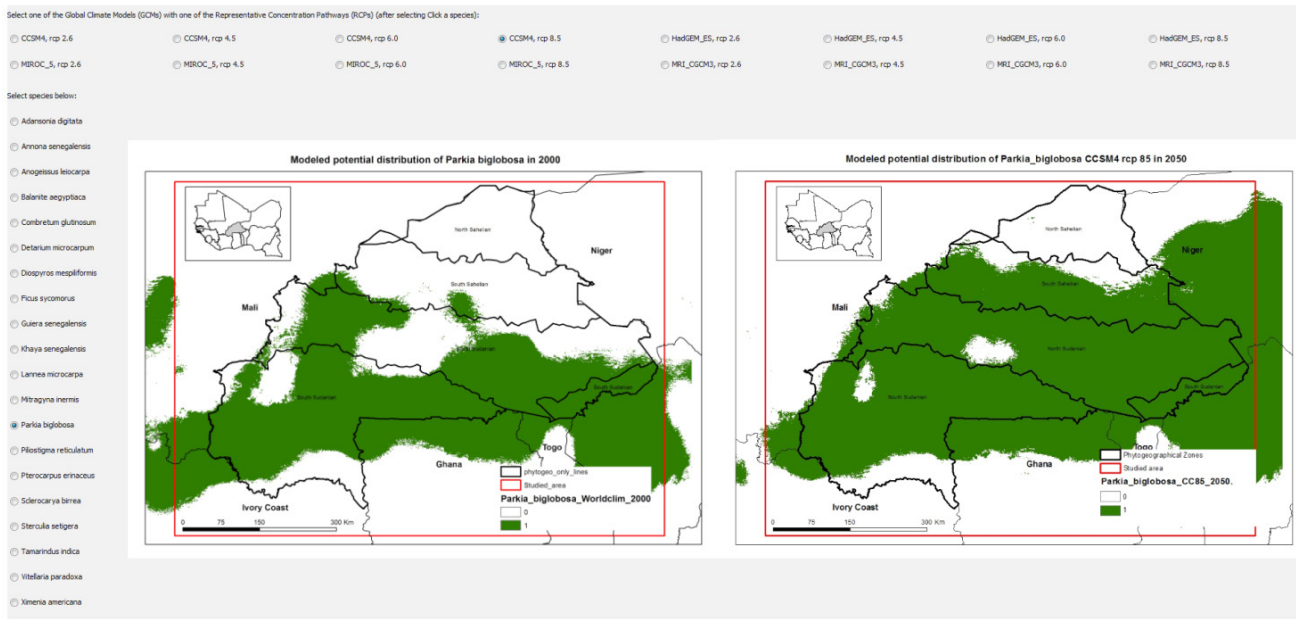 Select one of the Global Climate Models (GCMs) with one of the Representative Concentration Pathways (RCPs) (after selecting Click a species):
CCSM4, rcp 2.6 CCSM4, rcp 4.5 CCSM4, rcp 6.0 CCSM4, rcp 8.5 HadGEM_ES, rcp 2.6 HadGEM_ES, rcp 4.5 HadGEM_ES, rcp 6.0 HadGEM_ES, rcp 8.5
MIROC_5, rcp 2.6 MIROC_5, rcp 4.5 MIROC_5, rcp 6.0 MIROC_5, rcp 8.5 MRI_CGCM3, rcp 2.6 MRI_CGCM3, rcp 4.5 MRI_CGCM3, rcp 6.0 MRI_CGCM3, rcp 8.5
Select species below:
Adansonia digitata
Annona senegalensis
Anogeissus leiocarpa
Balanite aegyptiaca
Combretum glutinosum
Detarium microcarpum
Diospyros mespliformis
Ficus sycomorus
Guiera senegalensis
Khaya senegalensis
Lannea microcarpa
Mitragyna inermis
Parkia biglobosa
Piliostigma reticulatum
Pterocarpus erinaceus
Sclerocarya birrea
Sterculia setigera
Tamarindus indica
Vitellaria paradoxa
Ximenia americana
Modeled potential distribution of Parkia biglobosa in 2000
North Sahelian
Niger
South Sahelian
Mali
South Sudanian
South Sudanian
Togo
Ghana
phytogeo_only_lines
Studied_area
Parkia_biglobosa_Worldclim_2000
0
1
Ivory Coast
0 75 150 300 Km
Modeled potential distribution of Parkia_biglobosa CCSM4 rcp 85 in 2050
North Sahelian
Niger
South Sahelian
Mali
North Sudanian
South Sudanian
South Sudanian
Togo
Ghana
Phytogeographical Zones
Studied area
Parkia_biglobosa_CC85_2050.
0
1
Ivory Coast
0 75 150 300 Km